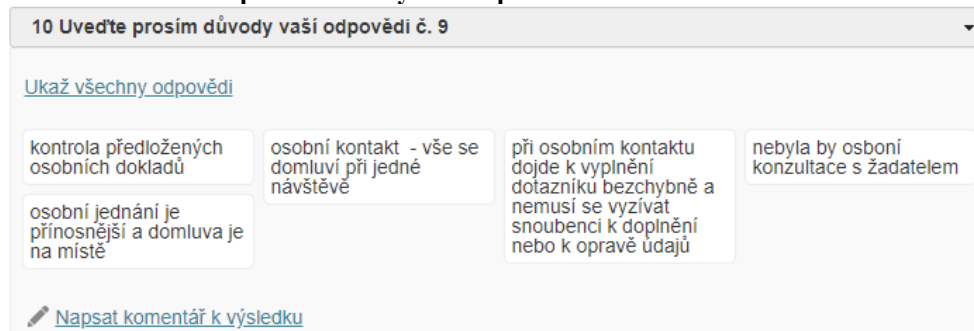 10 Uveďte prosím důvody vaší odpovědi č. 9
Ukaž všechny odpovědi
kontrola předložených
osobních dokladů
osobní jednání je
přínosnější a domluva je
na místě
osobní kontakt - vše se
domluví při jedné
návštěvě
při osobním kontaktu
dojde k vyplnění
dotazníku bezchybně a
nemusí se vyzívat
snoubenci k doplnění
nebo k opravě údajů
nebyla by osboní
konzultace s žadatelem
Napsat komentář k výsledku